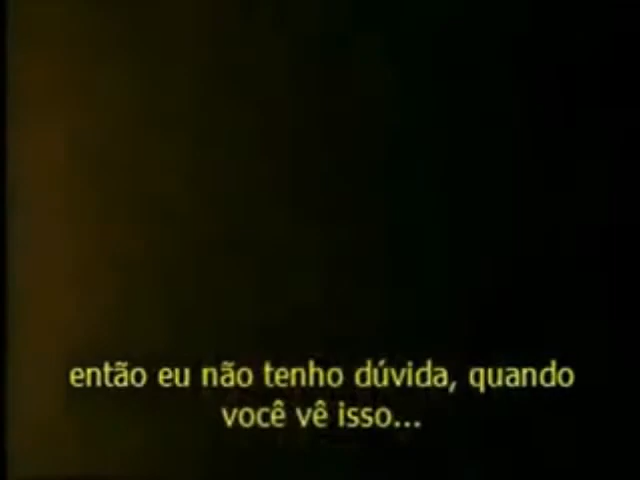 então eu não tenho dúvida, quando
você vê isso...